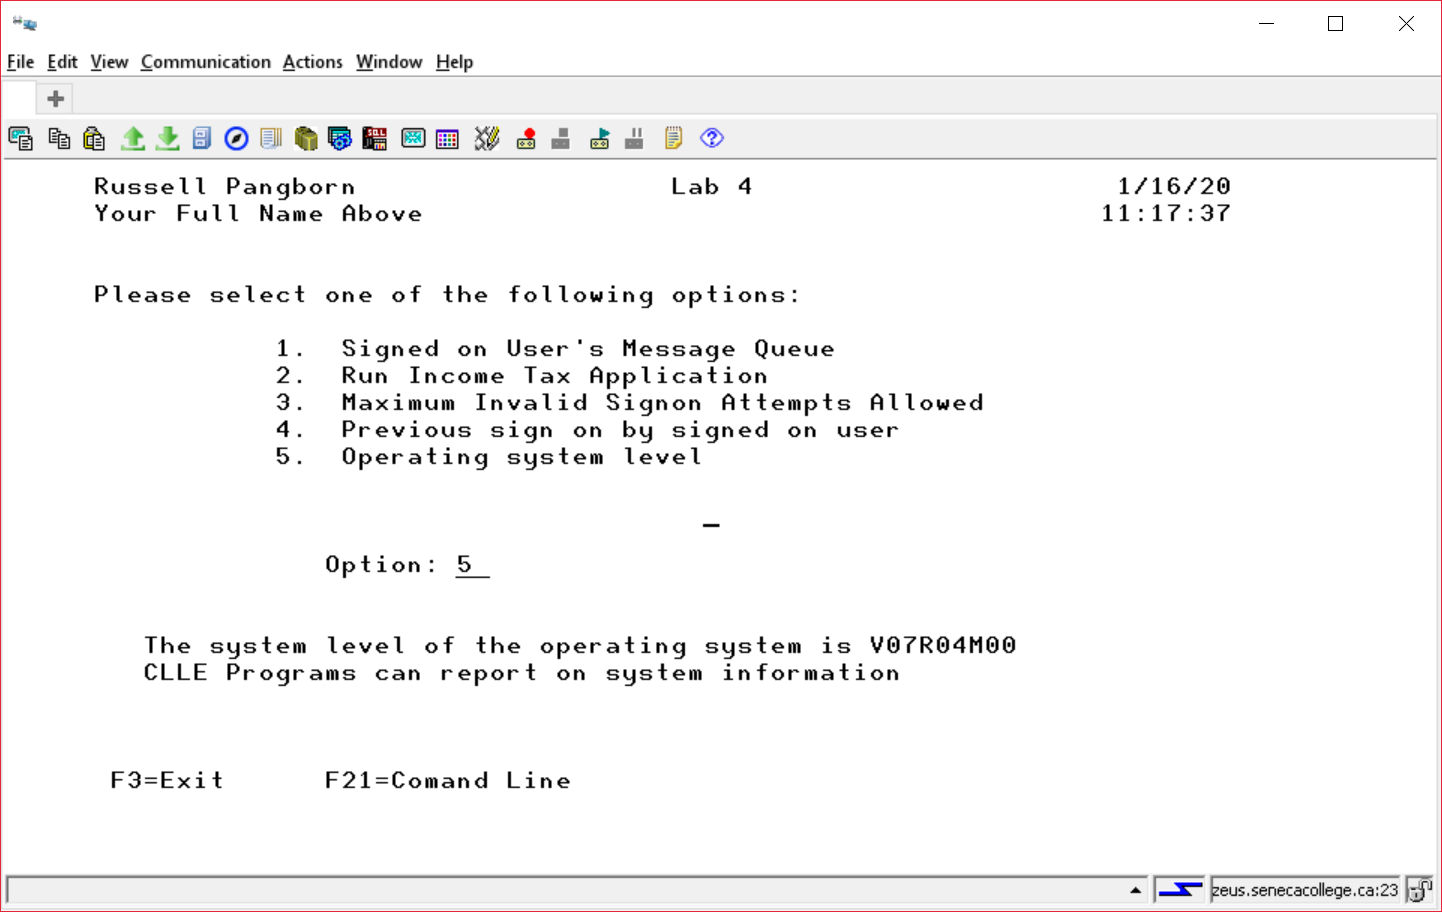 File Edit View Communication Actions Window Help
Russell Pangborn Lab 4 1/16/20
Your Full Name Above 11:17:37
Please select one of the following options:
1. Signed on User's Message Queue
2. Run Income Tax Application
3. Maximum Invalid Signon Attempts Allowed
4. Previous sign on by signed on user
5. Operating system level
Option: 5
The system level of the operating system is V07R04M00
CLLE Programs can report on system information
F3=Exit F21=Comand Line
zeus.senecacollege.ca:23